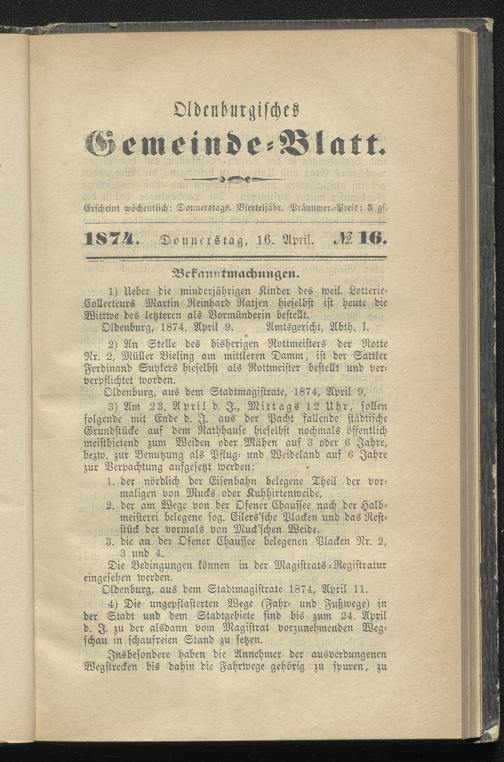 Oldenburgisches
Gemeinde-Blatt.
Erscheint wöchentlich: Donnerstags. Vierteljähr. Pränumer.-Preis: 3 gr.
1874. Donnerstag, 16. April. № 16.
Bekanntmachungen.
1) Ueber die minderjährigen Kinder des weil. Lotterie-
Collecteurs Martin Reinhard Ratjen hieselbst ist heute die
Wittwe des letzteren als Vormünderin bestellt.
Oldenburg, 1874, April 9. Amtsgericht, Abth. I.
2) An Stelle des bisherigen Rottmeisters der Rotte
Nr. 2, Müller Bieling am mittleren Damm, ist der Sattler
Ferdinand Suykers hieselbst als Rottmeister bestellt und ver-
verpflichtet worden.
Oldenburg, aus dem Stadtmagistrate, 1874, April 9.
3) Am 23. April d. J., Mittags 12 Uhr, sollen
folgende mit Ende d. J. aus der Pacht fallende städtische
Grundstücke auf dem Rathhause hieselbst nochmals öffentlich
meistbietend zum Weiden oder Mähen auf 3 oder 6 Jahre,
bezw. zur Benutzung als Pflug- und Weideland auf 6 Jahre
zur Verpachtung aufgesetzt werden:
1. der nördlich der Eisenbahn belegene Theil der vor-
maligen von Mucks oder Kuhhirtenweide,
2. der am Wege von der Ofener Chaussee nach der Halb-
meisterei belegene sog. Eilers'sche Placken und das Rest-
stück der vormals von Muck'schen Weide,
3. die an der Ofener Chaussee belegenen Placken Nr. 2,
3 und 4.
Die Bedingungen können in der Magistrats-Registratur
eingesehen werden.
Oldenburg, aus dem Stadtmagistrate 1874, April 11.
4) Die ungepflasterten Wege (Fahr- und Fußwege) in
der Stadt und dem Stadtgebiete sind bis zum 24. April
d. J. zu der alsdann vom Magistrat vorzunehmenden Weg-
schau in schaufreien Stand zu setzen.
Insbesondere haben die Annehmer der ausverdungenen
Wegstrecken bis dahin die Fahrwege gehörig zu spuren, zu